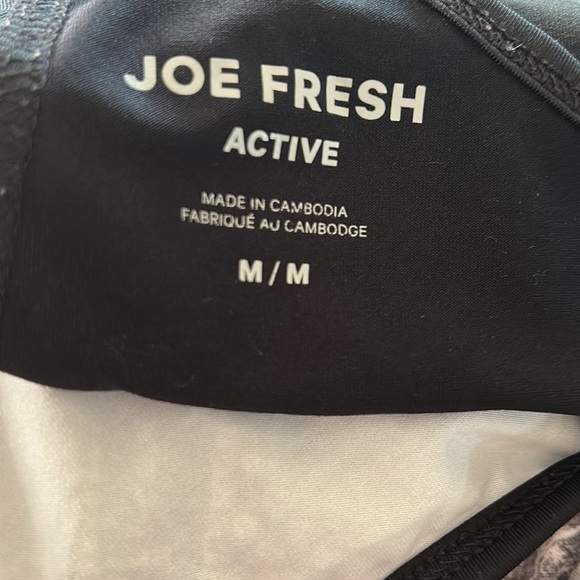 JOE FRESH
ACTIVE
MADE IN CAMBODIA
FABRIQUÉ AU CAMBODGE
M / M